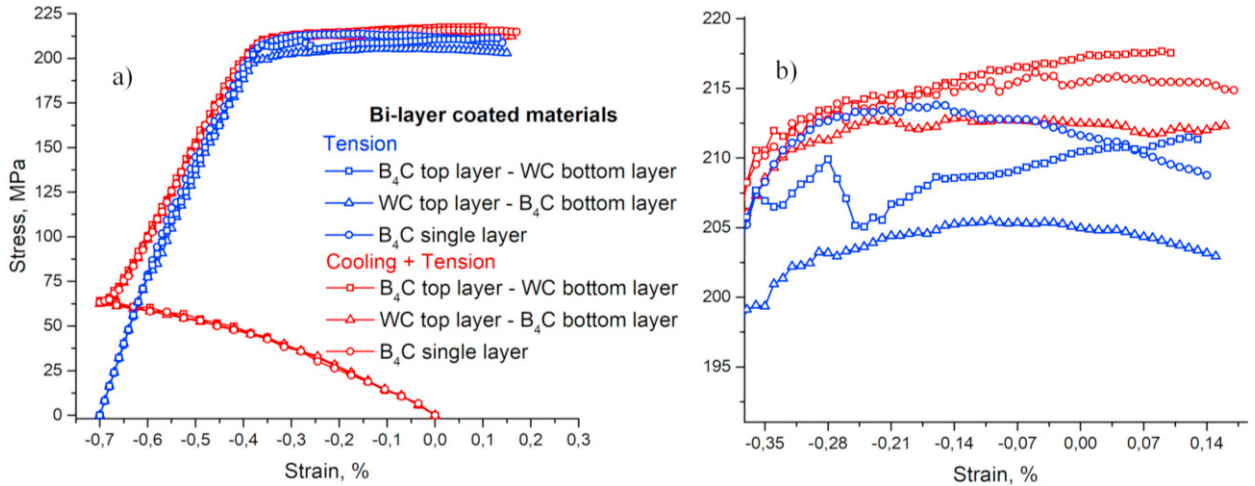 a)
Stress, MPa
225
200
175
150
125
100
75
50
25
0
Bi-layer coated materials
Tension
B₄C top layer - WC bottom layer
WC top layer - B₄C bottom layer
B₄C single layer
Cooling + Tension
B₄C top layer - WC bottom layer
WC top layer - B₄C bottom layer
B₄C single layer
-0,7 -0,6 -0,5 -0,4 -0,3 -0,2 -0,1 0,0 0,1 0,2 0,3
Strain, %
b)
220
215
210
205
200
195
-0,35 -0,28 -0,21 -0,14 -0,07 0,00 0,07 0,14
Strain, %